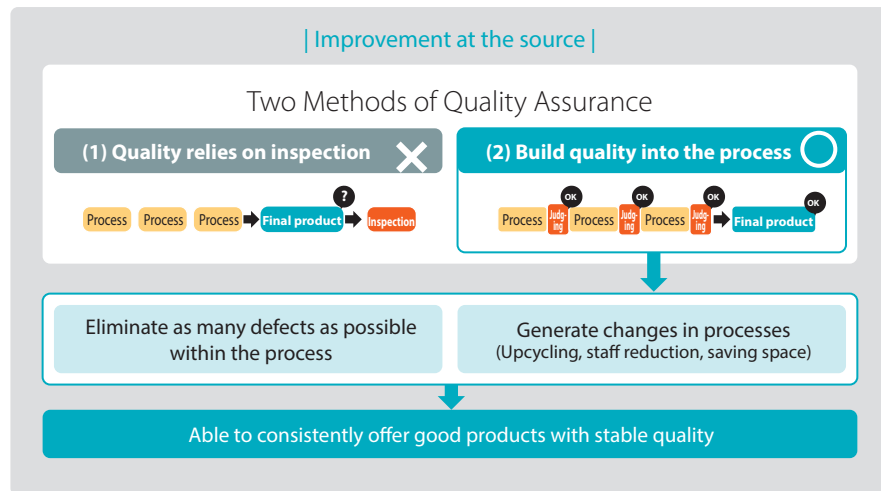 | Improvement at the source |
Two Methods of Quality Assurance
(1) Quality relies on inspection
?
Process Process Process Final product Inspection
(2) Build quality into the process
OK OK OK OK
Process Judg- Process Judg- Process Judg- Final product
ing ing ing
Eliminate as many defects as possible
within the process
Generate changes in processes
(Upcycling, staff reduction, saving space)
Able to consistently offer good products with stable quality